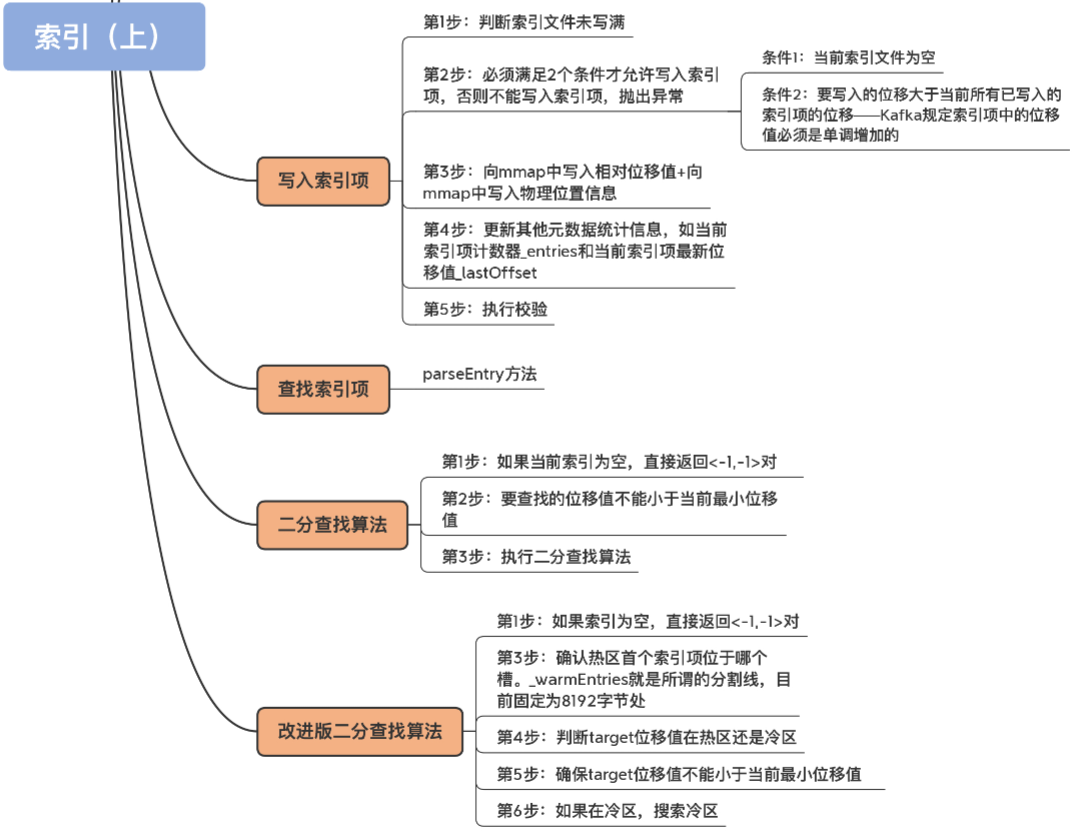 索引（上）
写入索引项
第1步：判断索引文件未写满
第2步：必须满足2个条件才允许写入索引
项，否则不能写入索引项，抛出异常
条件1：当前索引文件为空
条件2：要写入的位移大于当前所有已写入的
索引项的位移——Kafka规定索引项中的位移
值必须是单调增加的
第3步：向mmap中写入相对位移值+向
mmap中写入物理位置信息
第4步：更新其他元数据统计信息，如当前
索引项计数器_entries和当前索引项最新位
移值_lastOffset
第5步：执行校验
查找索引项
parseEntry方法
二分查找算法
第1步：如果当前索引为空，直接返回<-1,-1>对
第2步：要查找的位移值不能小于当前最小位移
值
第3步：执行二分查找算法
改进版二分查找算法
第1步：如果索引为空，直接返回<-1,-1>对
第3步：确认热区首个索引项位于哪个
槽。_warmEntries就是所谓的分割线，目
前固定为8192字节处
第4步：判断target位移值在热区还是冷区
第5步：确保target位移值不能小于当前最小位移值
第6步：如果在冷区，搜索冷区